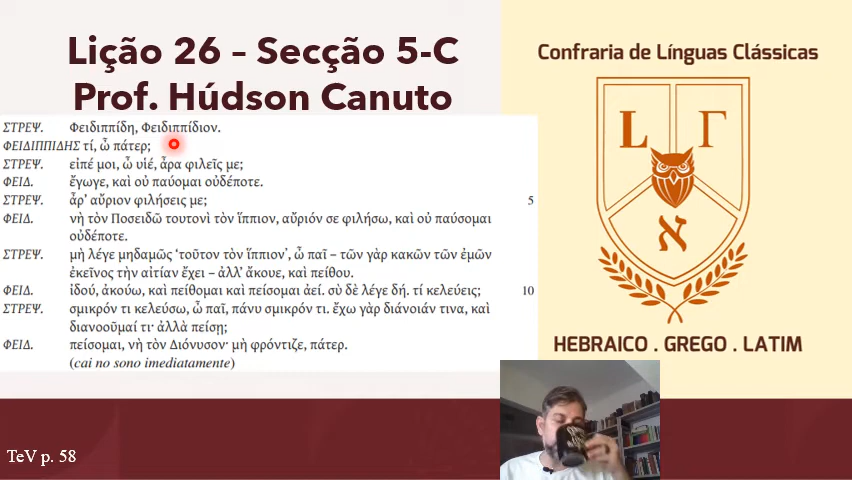 Lição 26 – Secção 5-C
Prof. Húdson Canuto
ΣΤΡΕΨ. Φειδιππίδη, Φειδιππίδιον.
ΦΕΙΔΙΠΠΙΔΗΣ τί, ὦ πάτερ;
ΣΤΡΕΨ. εἰπέ μοι, ὦ υἱέ, ἆρα φιλεῖς με;
ΦΕΙΔ. ἔγωγε, καὶ οὐ παύομαι οὐδέποτε.
ΣΤΡΕΨ. ἆρ’ αὔριον φιλήσεις με; 5
ΦΕΙΔ. νὴ τὸν Ποσειδῶ τουτονὶ τὸν ἵππιον, αὔριόν σε φιλήσω, καὶ οὐ παύσομαι
οὐδέποτε.
ΣΤΡΕΨ. μὴ λέγε μηδαμῶς ‘τοῦτον τὸν ἵππιον’, ὦ παῖ – τῶν γὰρ κακῶν τῶν ἐμῶν
ἐκεῖνος τὴν αἰτίαν ἔχει – ἀλλ’ ἄκουε, καὶ πείθου.
ΦΕΙΔ. ἰδού, ἀκούω, καὶ πείθομαι καὶ πείσομαι ἀεί. σὺ δὲ λέγε δή. τί κελεύεις; 10
ΣΤΡΕΨ. σμικρόν τι κελεύσω, ὦ παῖ, πάνυ σμικρόν τι. ἔχω γὰρ διάνοιάν τινα, καὶ
διανοοῦμαί τι· ἀλλὰ πείσῃ;
ΦΕΙΔ. πείσομαι, νὴ τὸν Διόνυσον· μὴ φρόντιζε, πάτερ.
(cai no sono imediatamente)
TeV p. 58
Confraria de Línguas Clássicas
L Γ
א
HEBRAICO . GREGO . LATIM